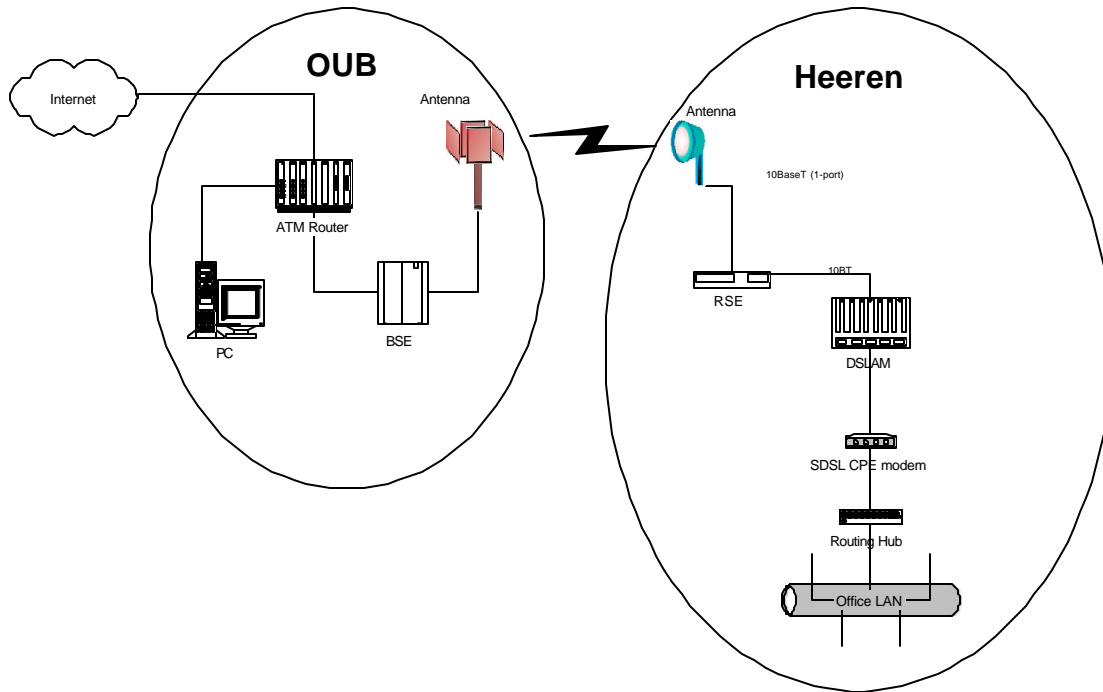 OUB
Heeren
Internet
Antenna
Antenna
10BaseT (1-port)
ATM Router
10BT
RSE
BSE
PC
DSLAM
SDSL CPE modem
Routing Hub
Office LAN